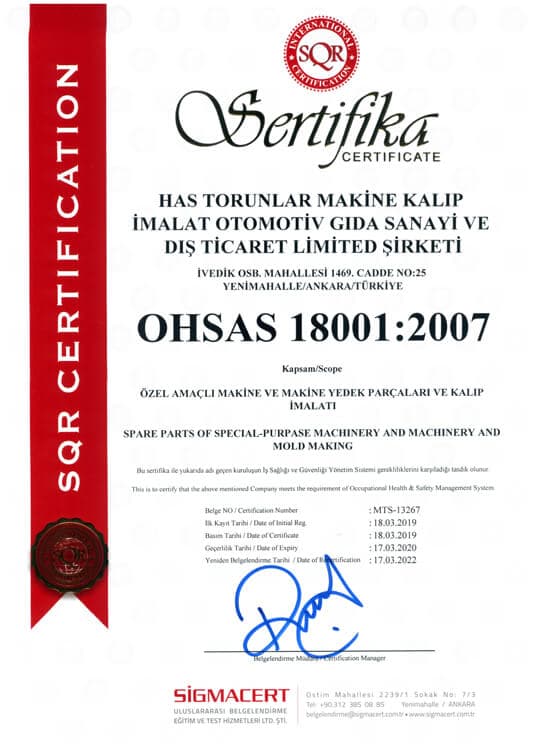 INTERNATIONAL
SQR
CERTIFICATION
Sertifika
CERTIFICATE
SQR CERTIFICATION
HAS TORUNLAR MAKİNE KALIP
İMALAT OTOMOTİV GIDA SANAYİ VE
DIŞ TİCARET LİMİTED ŞİRKETİ
İVEDİK OSB. MAHALLESİ 1469. CADDE NO:25
YENİMAHALLE/ANKARA/TÜRKİYE
OHSAS 18001:2007
Kapsam/Scope
ÖZEL AMAÇLI MAKİNE VE MAKİNE YEDEK PARÇALARI VE KALIP
İMALATI
SPARE PARTS OF SPECIAL-PURPASE MACHINERY AND MACHINERY AND
MOLD MAKING
Bu sertifika ile yukarıda adı geçen kuruluşun İş Sağlığı ve Güvenliği Yönetim Sistemi gerekliliklerini karşıladığı tasdik olunur.
This is to certify that the above mentioned Company meets the requirement of Occupational Health & Safety Management System
Belge NO / Certification Number : MTS-13267
İlk Kayıt Tarihi / Date of Initial Reg. : 18.03.2019
Basım Tarihi / Date of Certificate : 18.03.2019
Geçerlilik Tarihi / Date of Expiry : 17.03.2020
Yeniden Belgelendirme Tarihi / Date of Recertification : 17.03.2022
SQR
Belgelendirme Müdürü / Certification Manager
SİGMACERT
ULUSLARARASI BELGELENDİRME
EĞİTİM VE TEST HİZMETLERİ LTD. ŞTİ.
Ostim Mahallesi 2239/1 Sokak No: 7/3
Tel: +90.312 385 08 85 Yenimahalle / ANKARA
belgelendirme@sigmacert.com.tr • www.sigmacert.com.tr